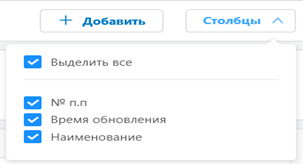 + Добавить
Столбцы
Выделить все
№ п.п
Время обновления
Наименование